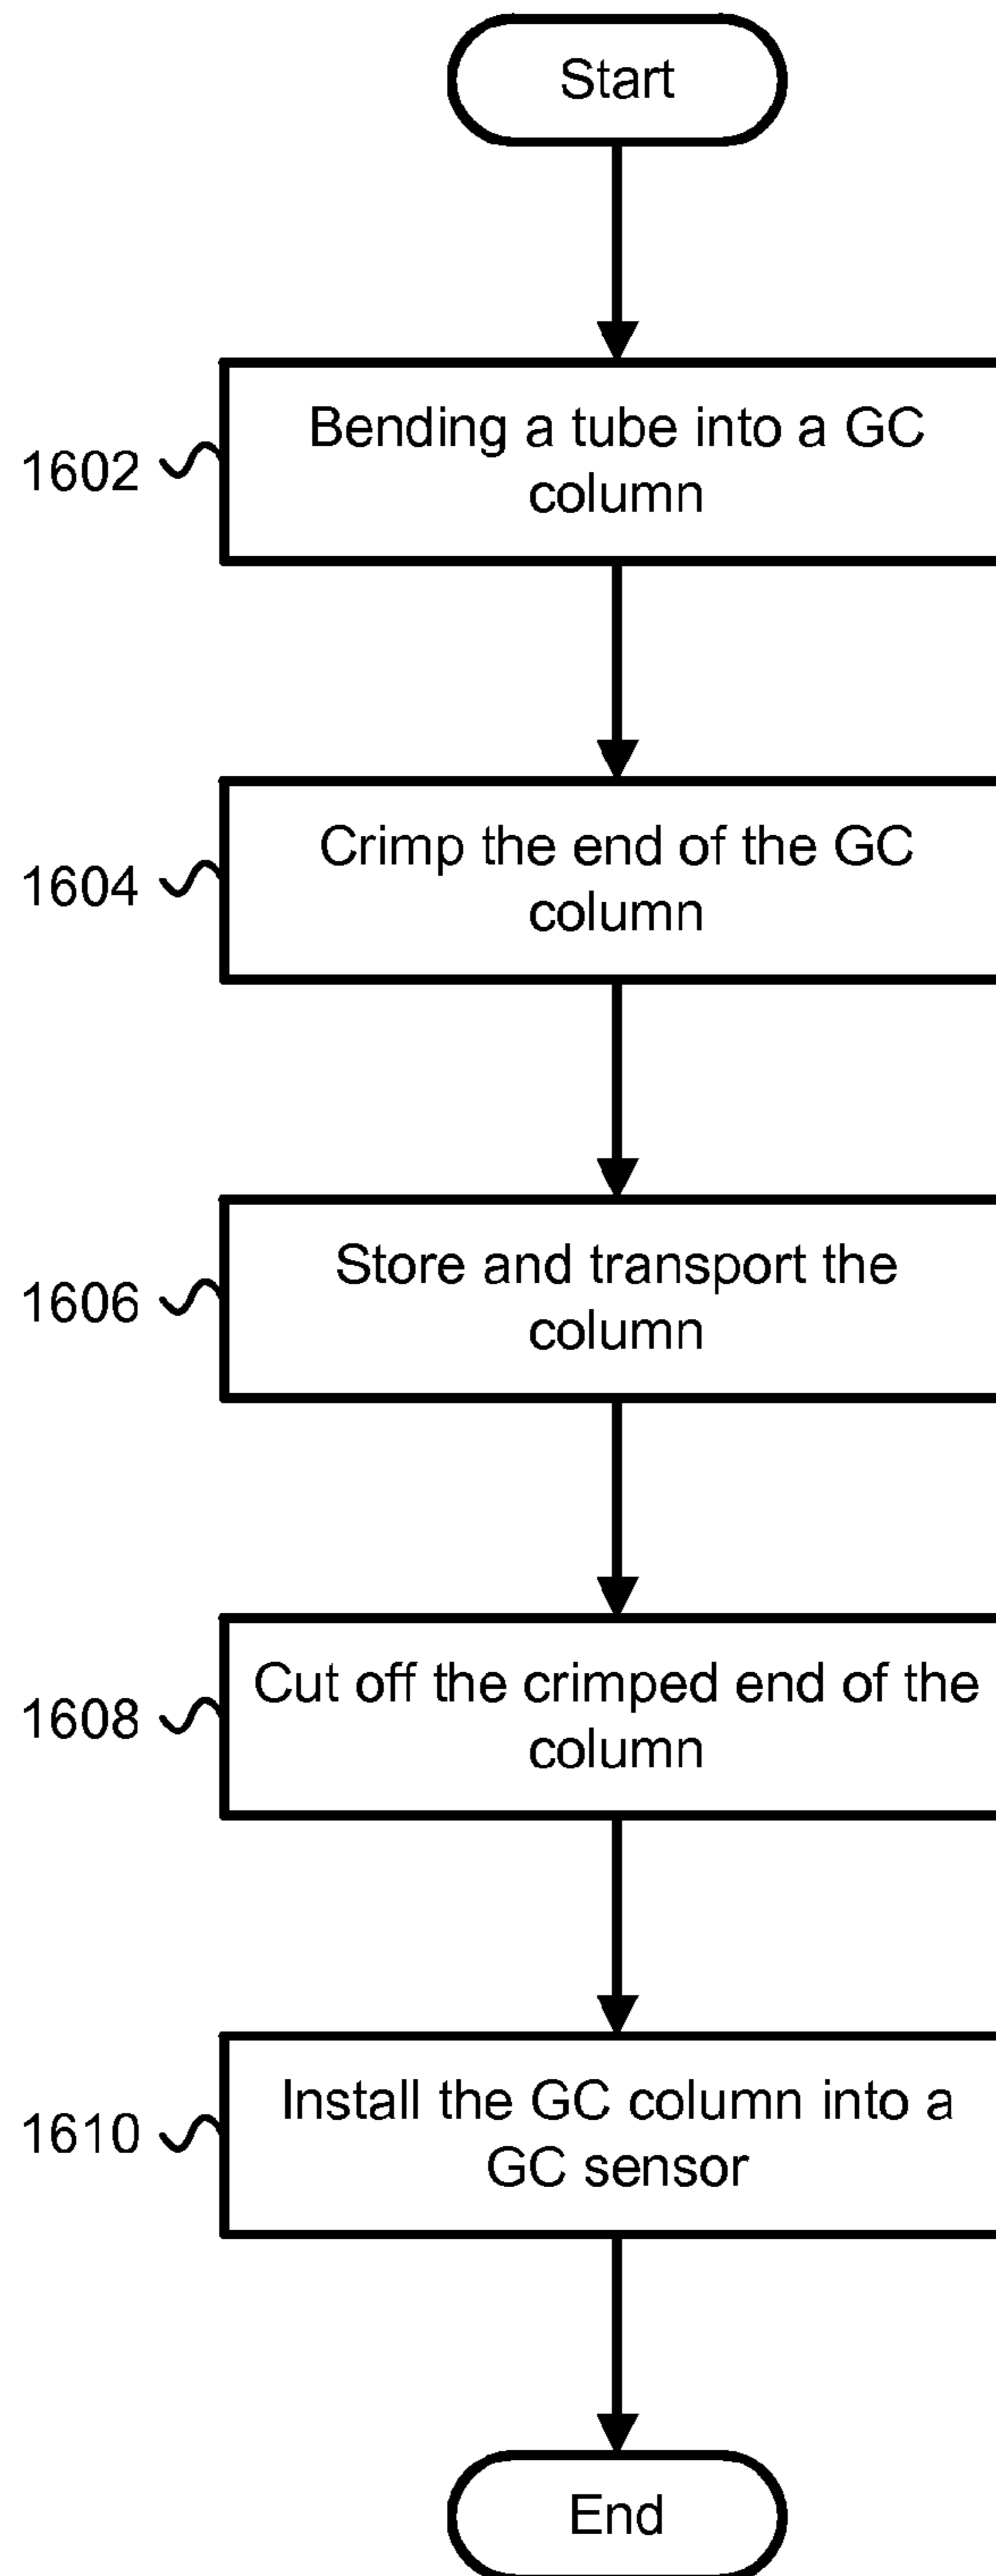 Start
1602
Bending a tube into a GC
column
1604
Crimp the end of the GC
column
1606
Store and transport the
column
1608
Cut off the crimped end of the
column
1610
Install the GC column into a
GC sensor
End